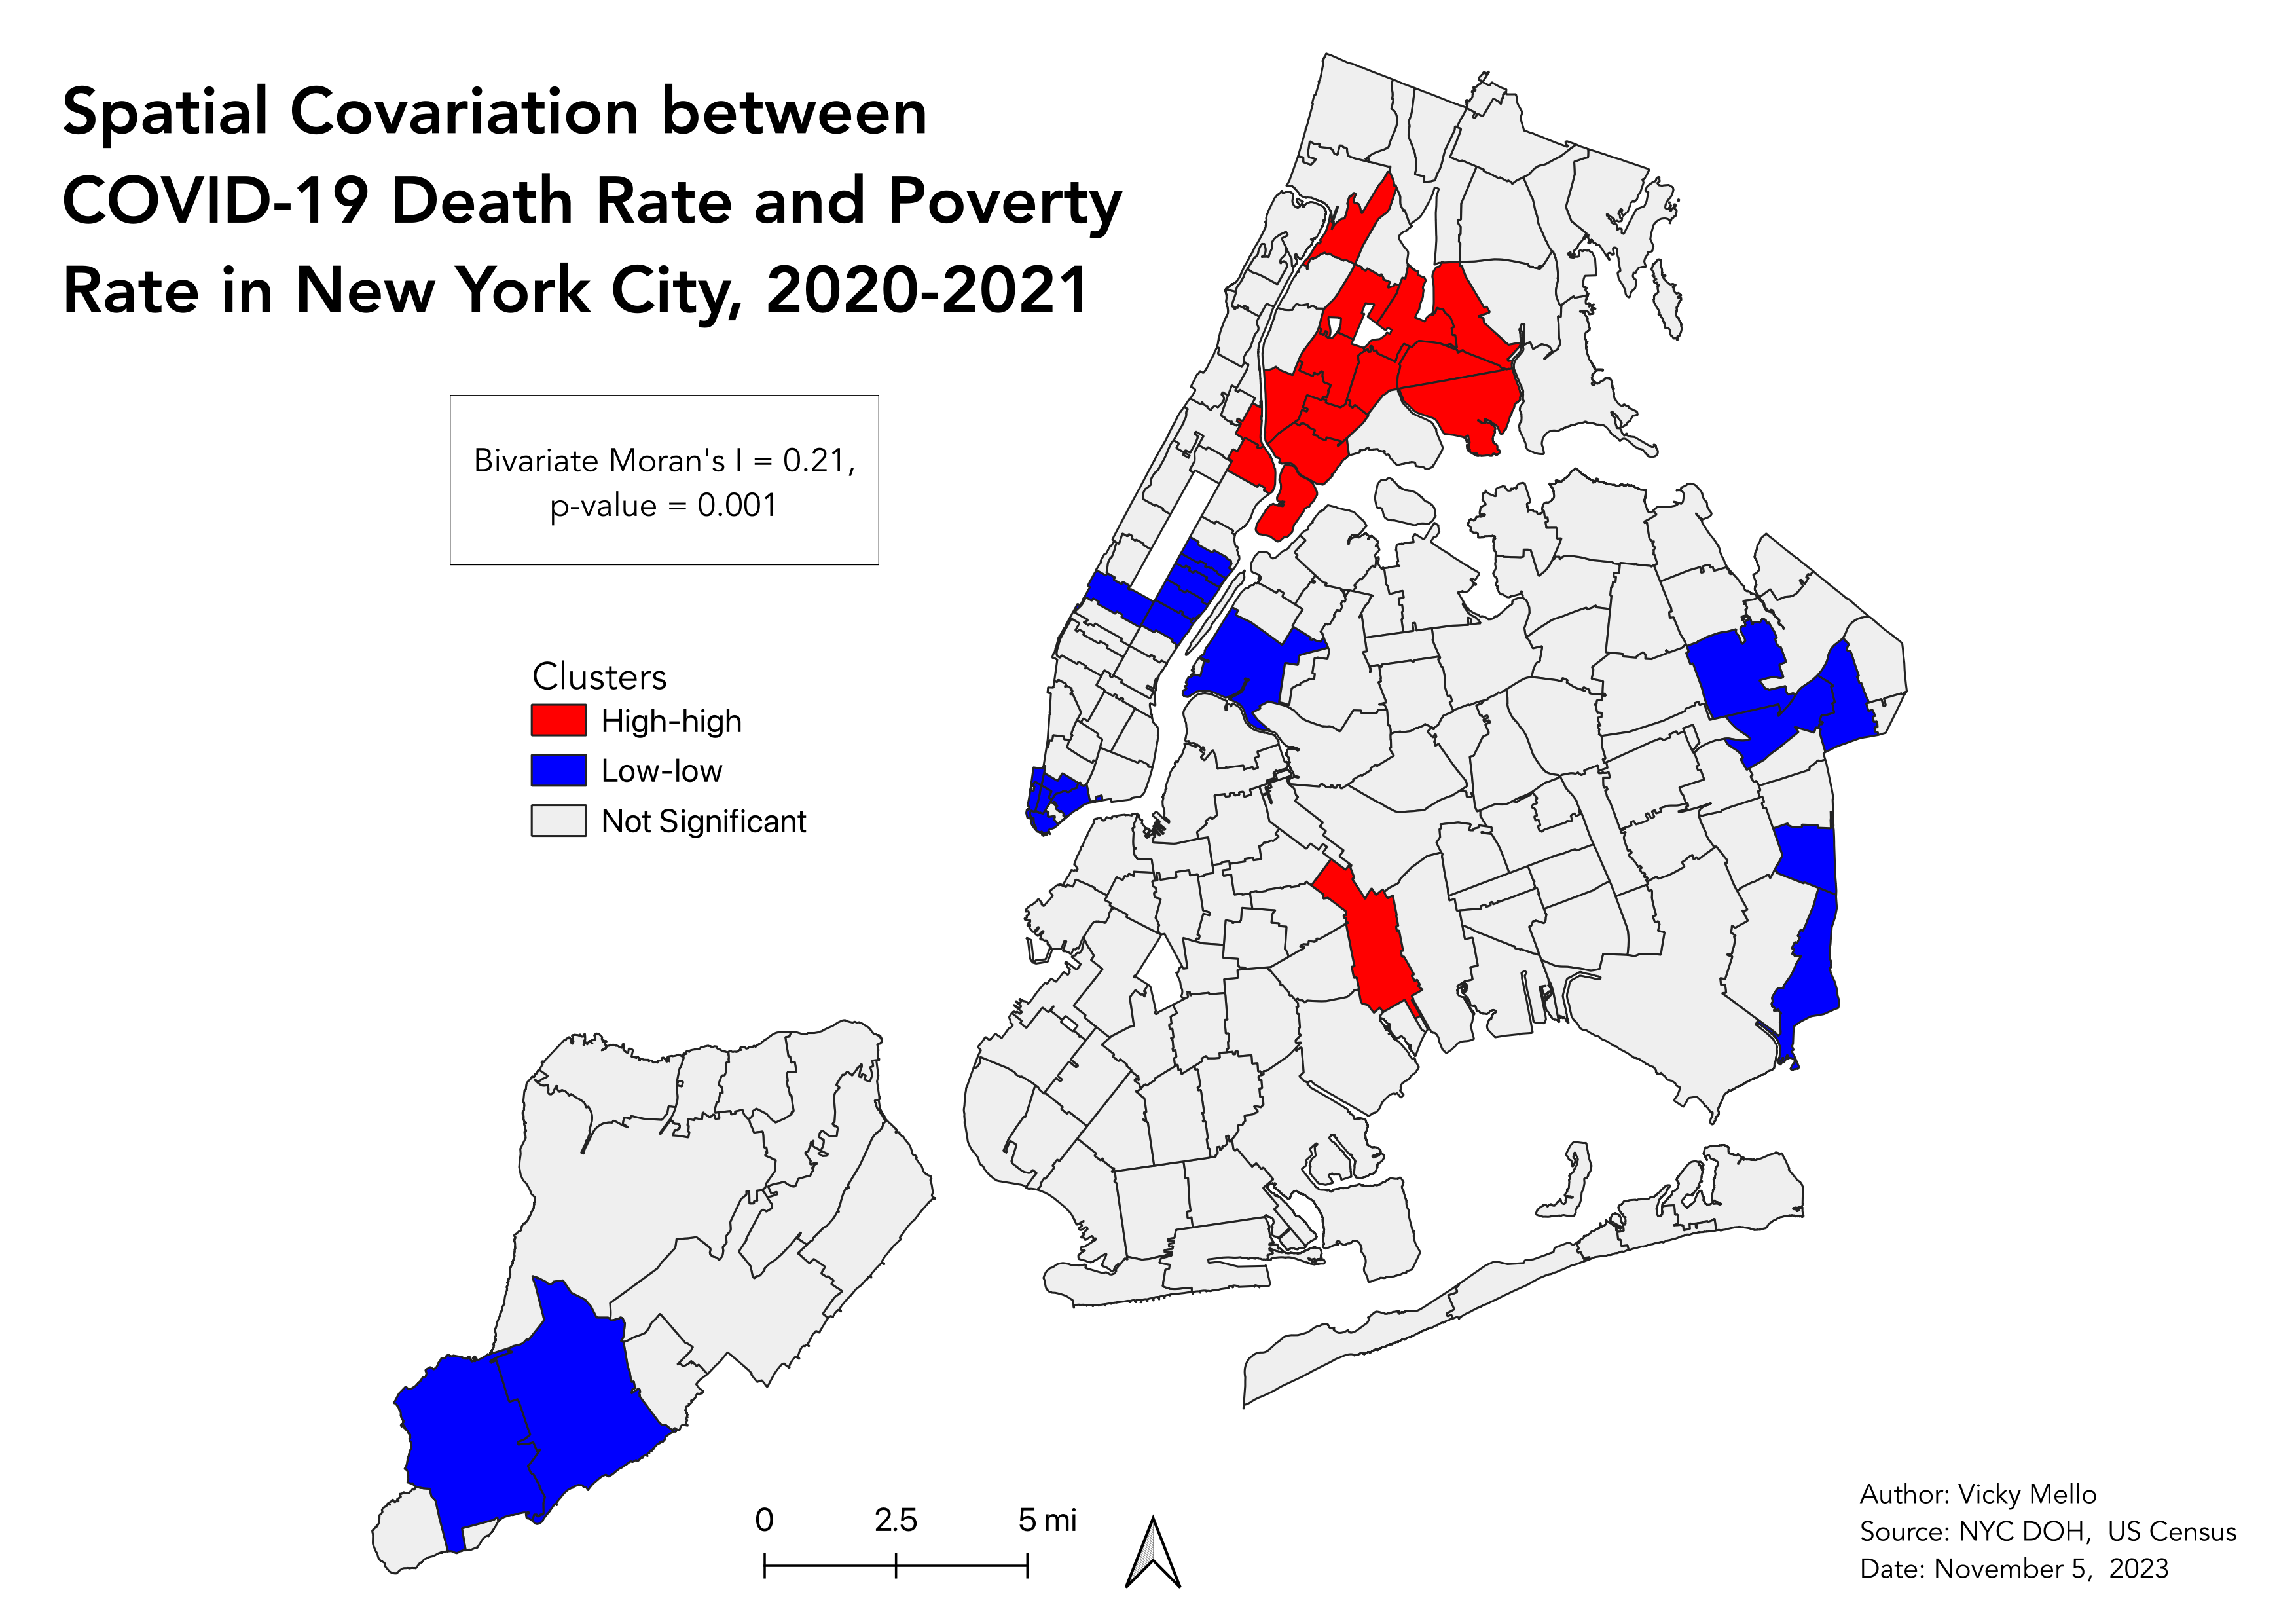 Spatial Covariation between
COVID-19 Death Rate and Poverty
Rate in New York City, 2020-2021
Bivariate Moran's I = 0.21,
p-value = 0.001
Clusters
High-high
Low-low
Not Significant
0 2.5 5 mi
Author: Vicky Mello
Source: NYC DOH, US Census
Date: November 5, 2023